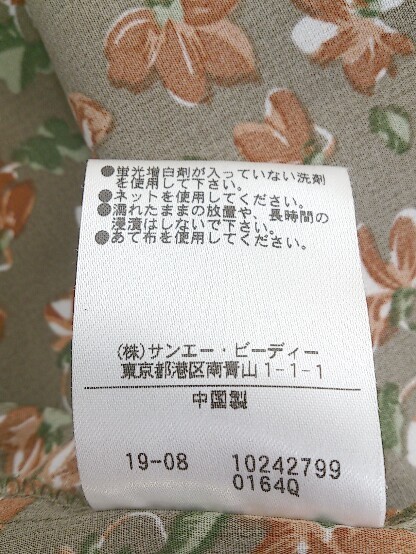 ●蛍光増白剤が入っていない洗剤
を使用して下さい。
●ネットを使用してください。
●濡れたままの放置や、長時間の
浸漬はしないで下さい。
●あて布を使用してください。
(株)サンエー・ビーディー
東京都港区南青山1-1-1
中国製
19-08 10242799
0164Q